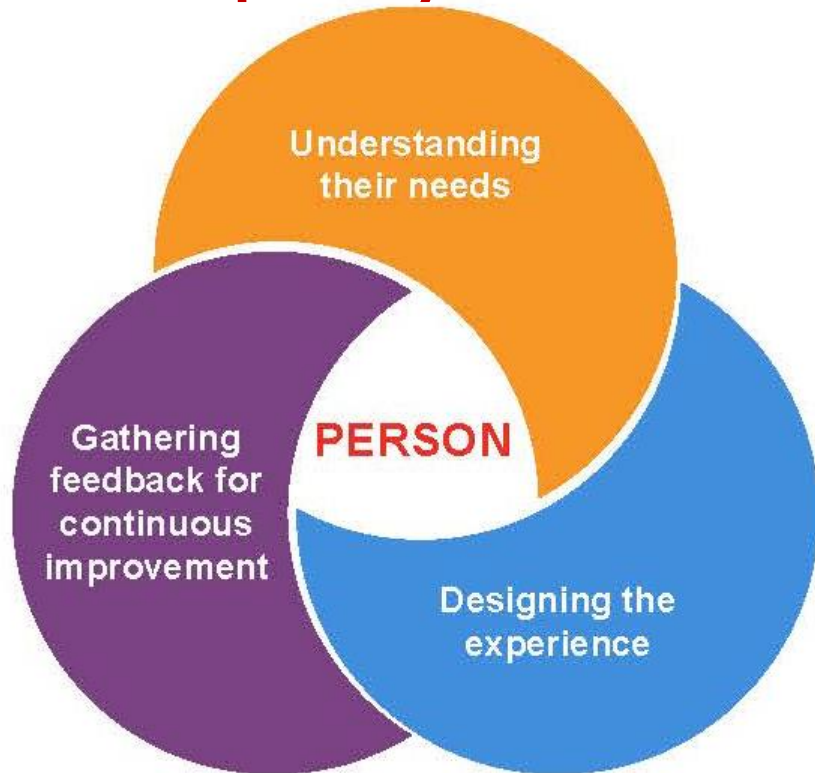 Understanding
their needs
PERSON
Gathering
feedback for
continuous
improvement
Designing the
experience